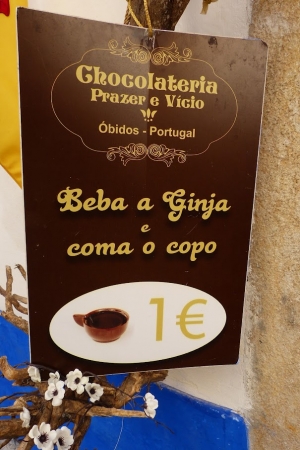 Chocolateria
Prazer e Vício
Óbidos - Portugal
Beba a Ginja
e
coma o copo
1€